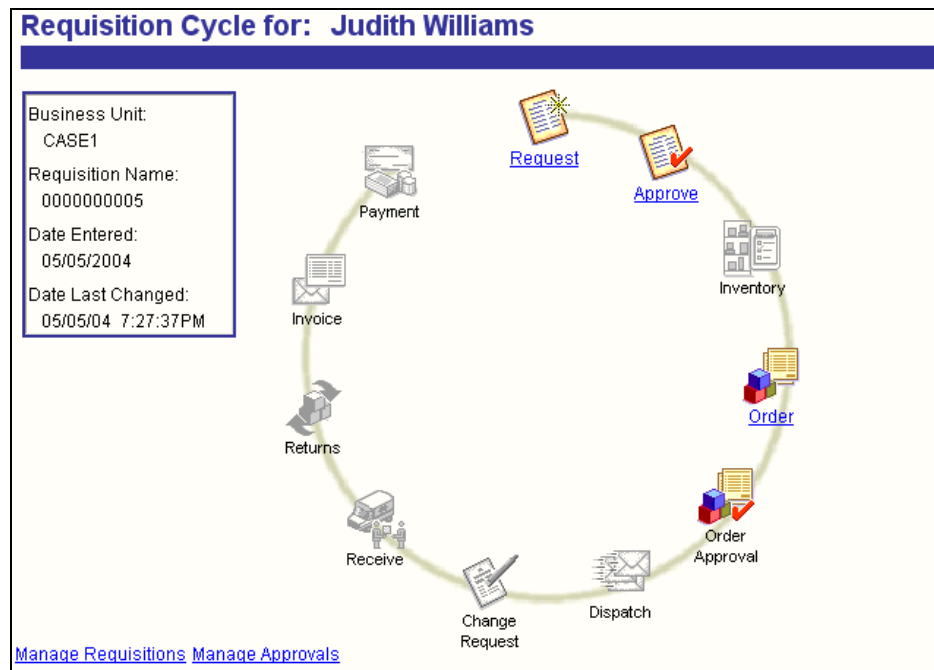 Requisition Cycle for: Judith Williams
Business Unit:
CASE1
Requisition Name:
0000000005
Date Entered:
05/05/2004
Date Last Changed:
05/05/04 7:27:37PM
Request
Approve
Inventory
Order
Order
Approval
Dispatch
Change
Request
Receive
Returns
Invoice
Payment
Manage Requisitions Manage Approvals